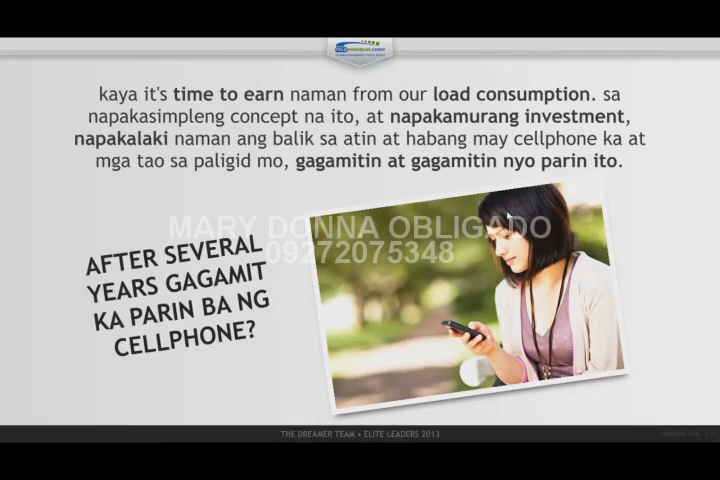 kaya it's time to earn naman from our load consumption. sa
napakasimpleng concept na ito, at napakamurang investment,
napakalaki naman ang balik sa atin at habang may cellphone ka at
mga tao sa paligid mo, gagamitin at gagamitin nyo parin ito.
MARY DONNA OBLIGADO
09272075348
AFTER SEVERAL
YEARS GAGAMIT
KA PARIN BA NG
CELLPHONE?
THE DREAMER TEAM • ELITE LEADERS 2013